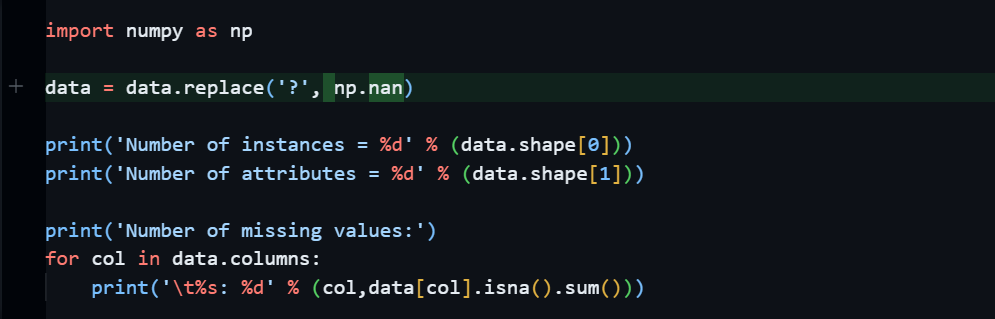 import numpy as np
+ data = data.replace('?', np.nan)
print('Number of instances = %d' % (data.shape[0]))
print('Number of attributes = %d' % (data.shape[1]))
print('Number of missing values:')
for col in data.columns:
    print('\t%s: %d' % (col,data[col].isna().sum()))